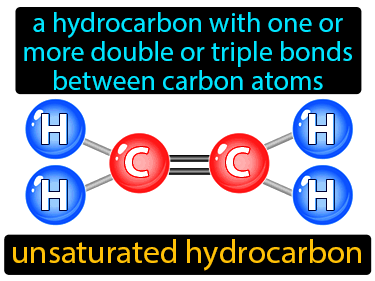 a hydrocarbon with one or
more double or triple bonds
between carbon atoms
H H
C C
H H
unsaturated hydrocarbon